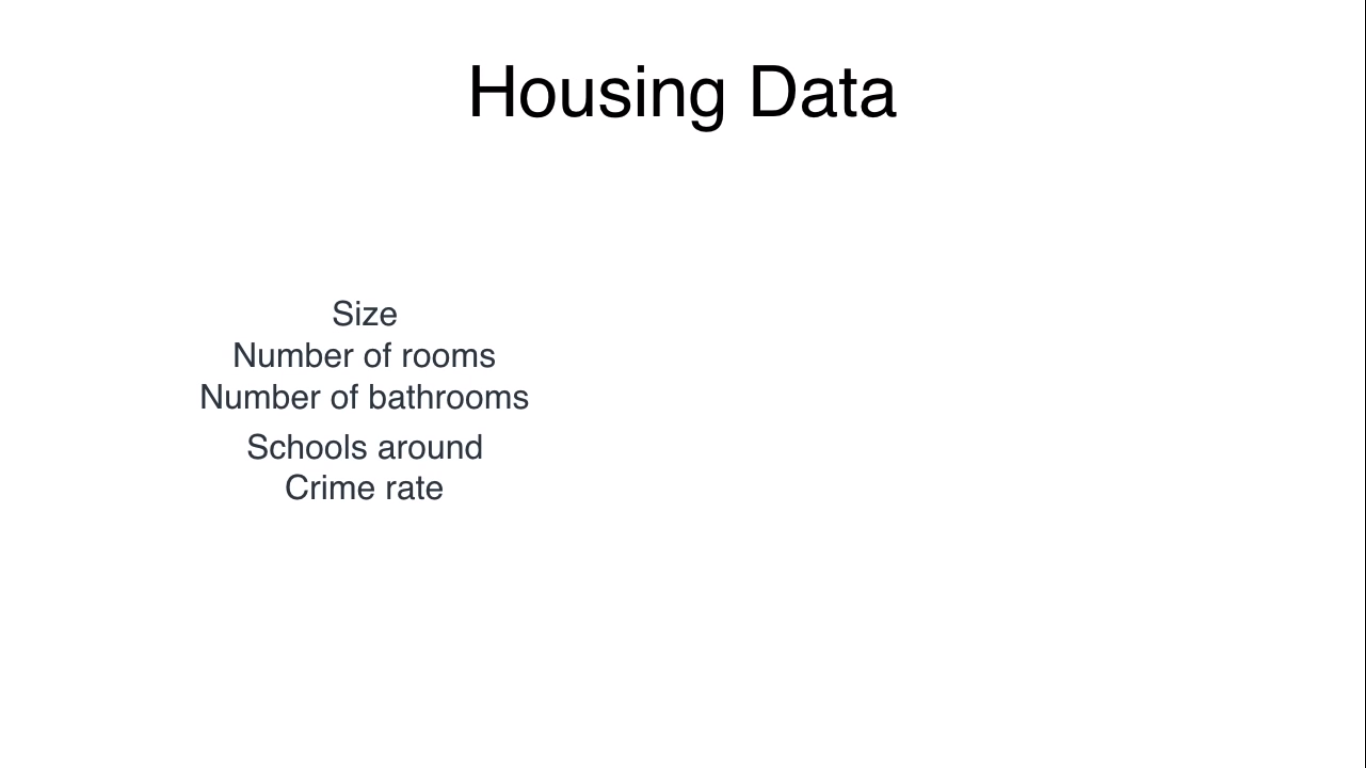 Housing Data
Size
Number of rooms
Number of bathrooms
Schools around
Crime rate